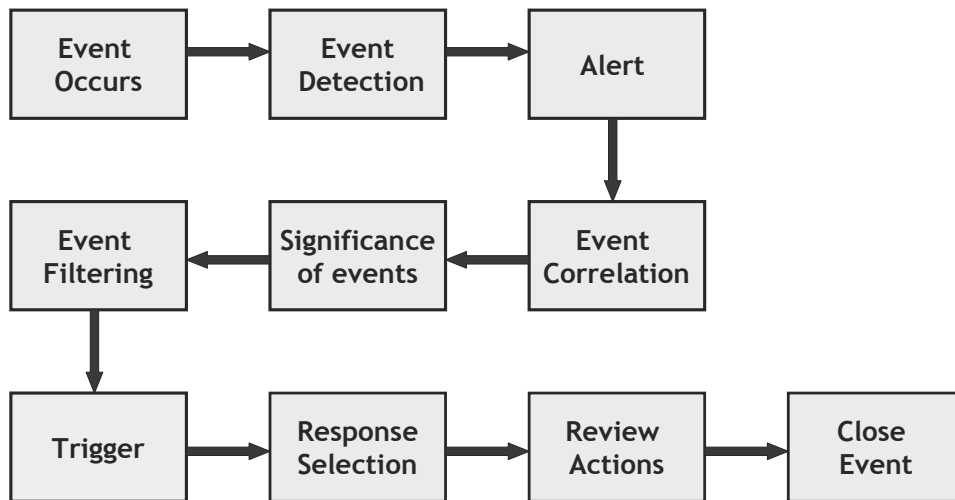 Event
Occurs
Event
Detection
Alert
Event
Correlation
Significance
of events
Event
Filtering
Trigger
Response
Selection
Review
Actions
Close
Event